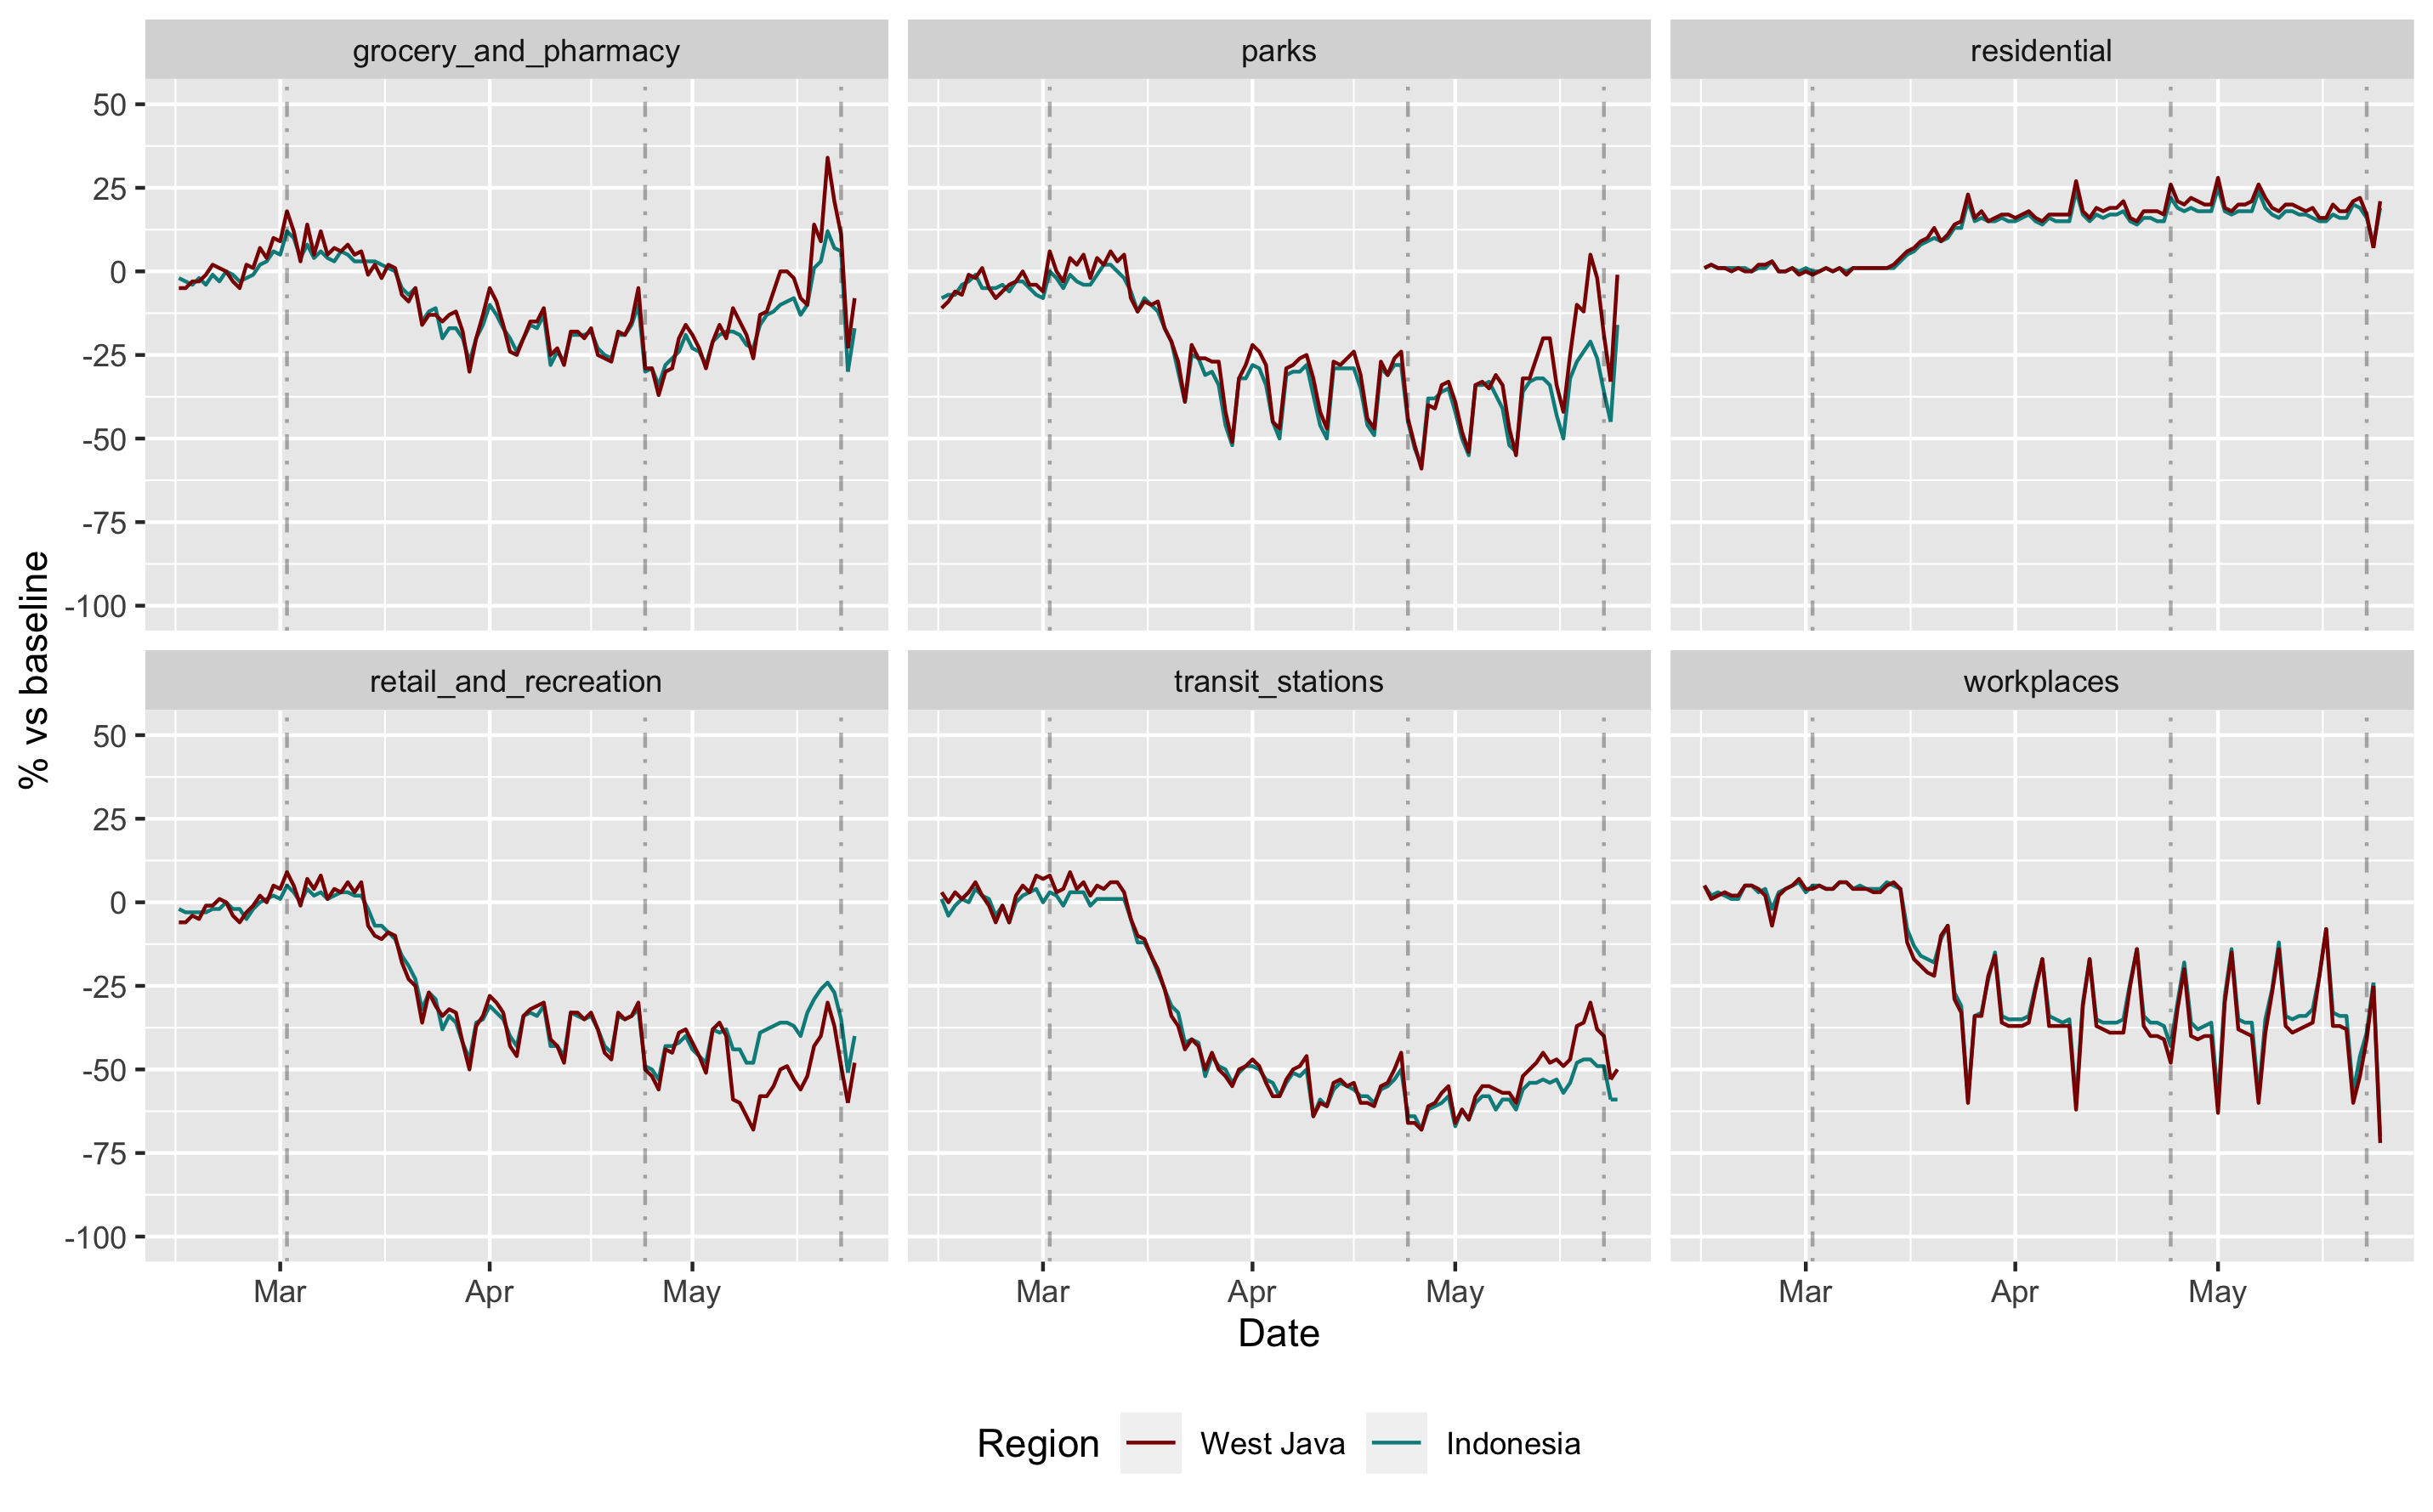 grocery_and_pharmacy parks residential
50
25
0
-25
-50
-75
-100
% vs baseline
retail_and_recreation transit_stations workplaces
50
25
0
-25
-50
-75
-100
Mar Apr May Mar Apr May Mar Apr May
Date
Region West Java Indonesia